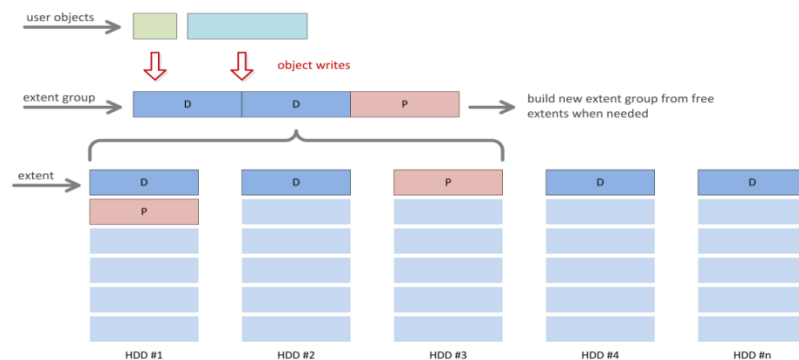 user objects
object writes
extent group
D D P
build new extent group from free
extents when needed
extent
D D P D D
P
HDD #1 HDD #2 HDD #3 HDD #4 HDD #n